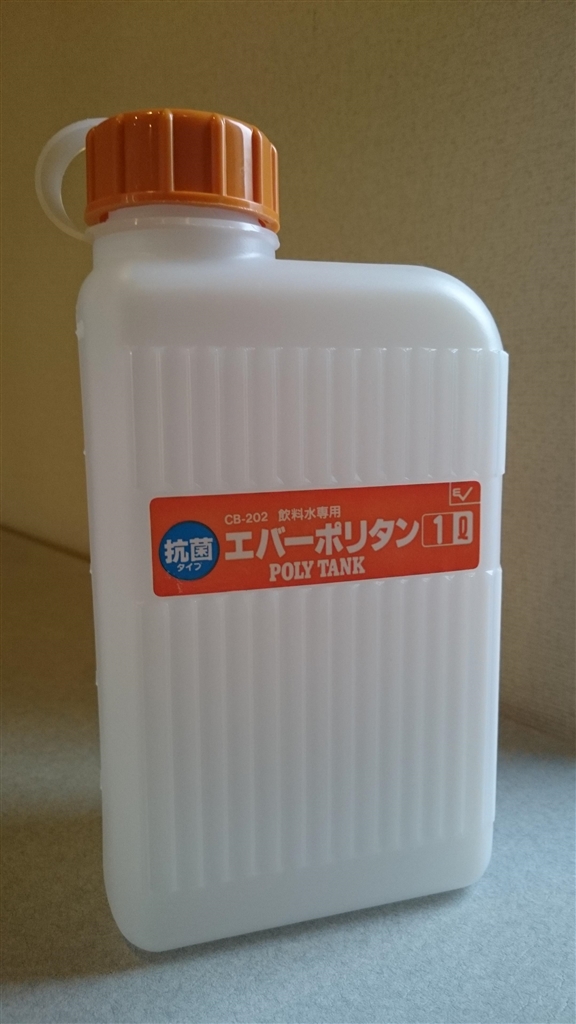 EV
CB-202 飲料水専用
抗菌
タイプ
エバーポリタン 1ℓ
POLY TANK